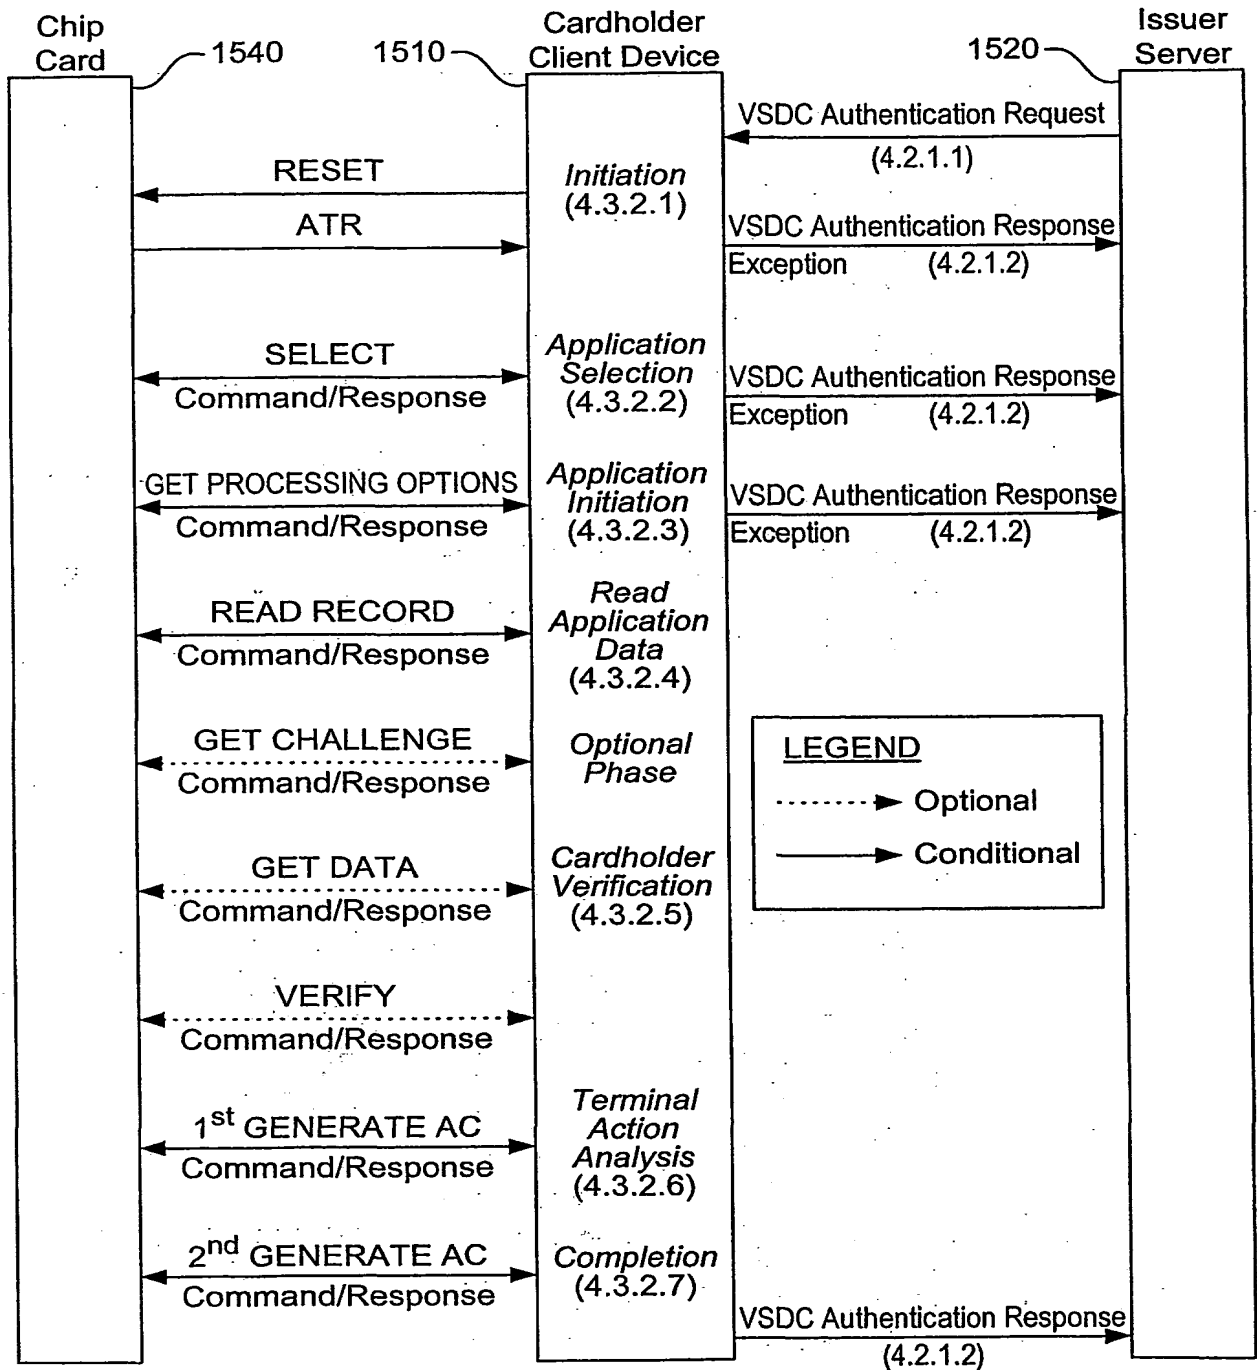 Chip
Card
1540
1510
Cardholder
Client Device
1520
Issuer
Server
VSDC Authentication Request
(4.2.1.1)
RESET
Initiation
(4.3.2.1)
ATR
VSDC Authentication Response
Exception (4.2.1.2)
SELECT
Command/Response
Application
Selection
(4.3.2.2)
VSDC Authentication Response
Exception (4.2.1.2)
GET PROCESSING OPTIONS
Command/Response
Application
Initiation
(4.3.2.3)
VSDC Authentication Response
Exception (4.2.1.2)
READ RECORD
Command/Response
Read
Application
Data
(4.3.2.4)
GET CHALLENGE
Command/Response
Optional
Phase
LEGEND
Optional
Conditional
GET DATA
Command/Response
Cardholder
Verification
(4.3.2.5)
VERIFY
Command/Response
1st GENERATE AC
Command/Response
Terminal
Action
Analysis
(4.3.2.6)
2nd GENERATE AC
Command/Response
Completion
(4.3.2.7)
VSDC Authentication Response
(4.2.1.2)